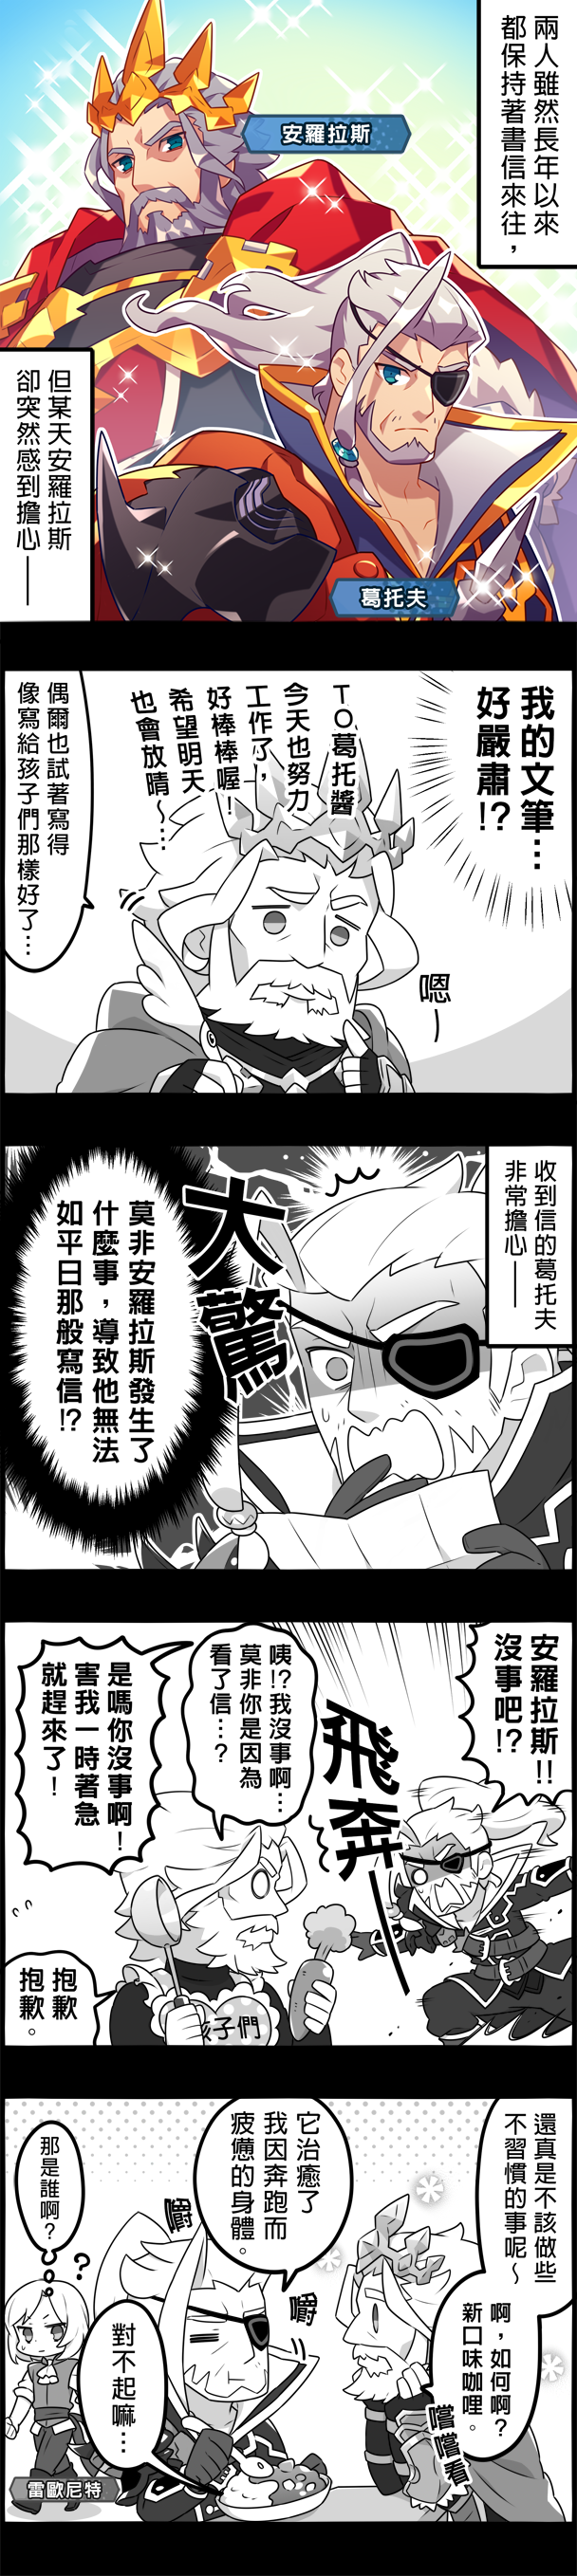 兩人雖然長年以來
都保持著書信來往，
安羅拉斯
葛托夫
但某天安羅拉斯
卻突然感到擔心——
我的文筆…
好嚴肅!?
TO葛托醬
今天也努力
工作了，
好棒棒喔！
希望明天
也會放晴～…
嗯—
偶爾也試著寫得
像寫給孩子們那樣好了…
收到信的葛托夫
非常擔心——
大驚
莫非安羅拉斯發生了
什麼事，導致他無法
如平日那般寫信!?
安羅拉斯!!
沒事吧!?
飛奔—
咦!?我沒事啊…
莫非你是因為
看了信…？
是嗎你沒事啊！
害我一時著急
就趕來了！
孩子們
抱歉
抱歉。
還真是不該做些
不習慣的事呢～
啊，如何啊？
新口味咖哩。
嚐嚐看
它治癒了
我因奔跑而
疲憊的身體。
嚼
嚼
對不起嘛…
那是誰啊？
？
雷歐尼特